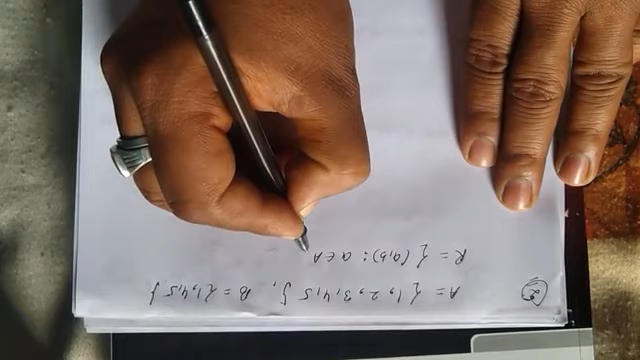 A = {1, 2, 3, 4, 5}, B = {1, 4, 5}
R = {(a,b): a ∈ A